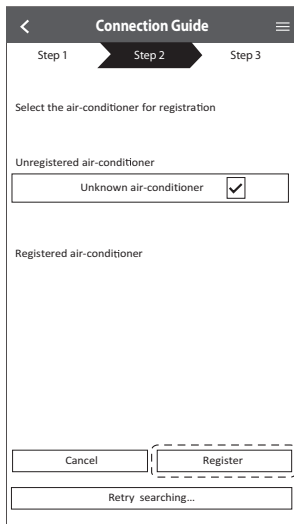 Connection Guide
Step 1 Step 2 Step 3
Select the air-conditioner for registration
Unregistered air-conditioner
Unknown air-conditioner
Registered air-conditioner
Cancel Register
Retry searching...